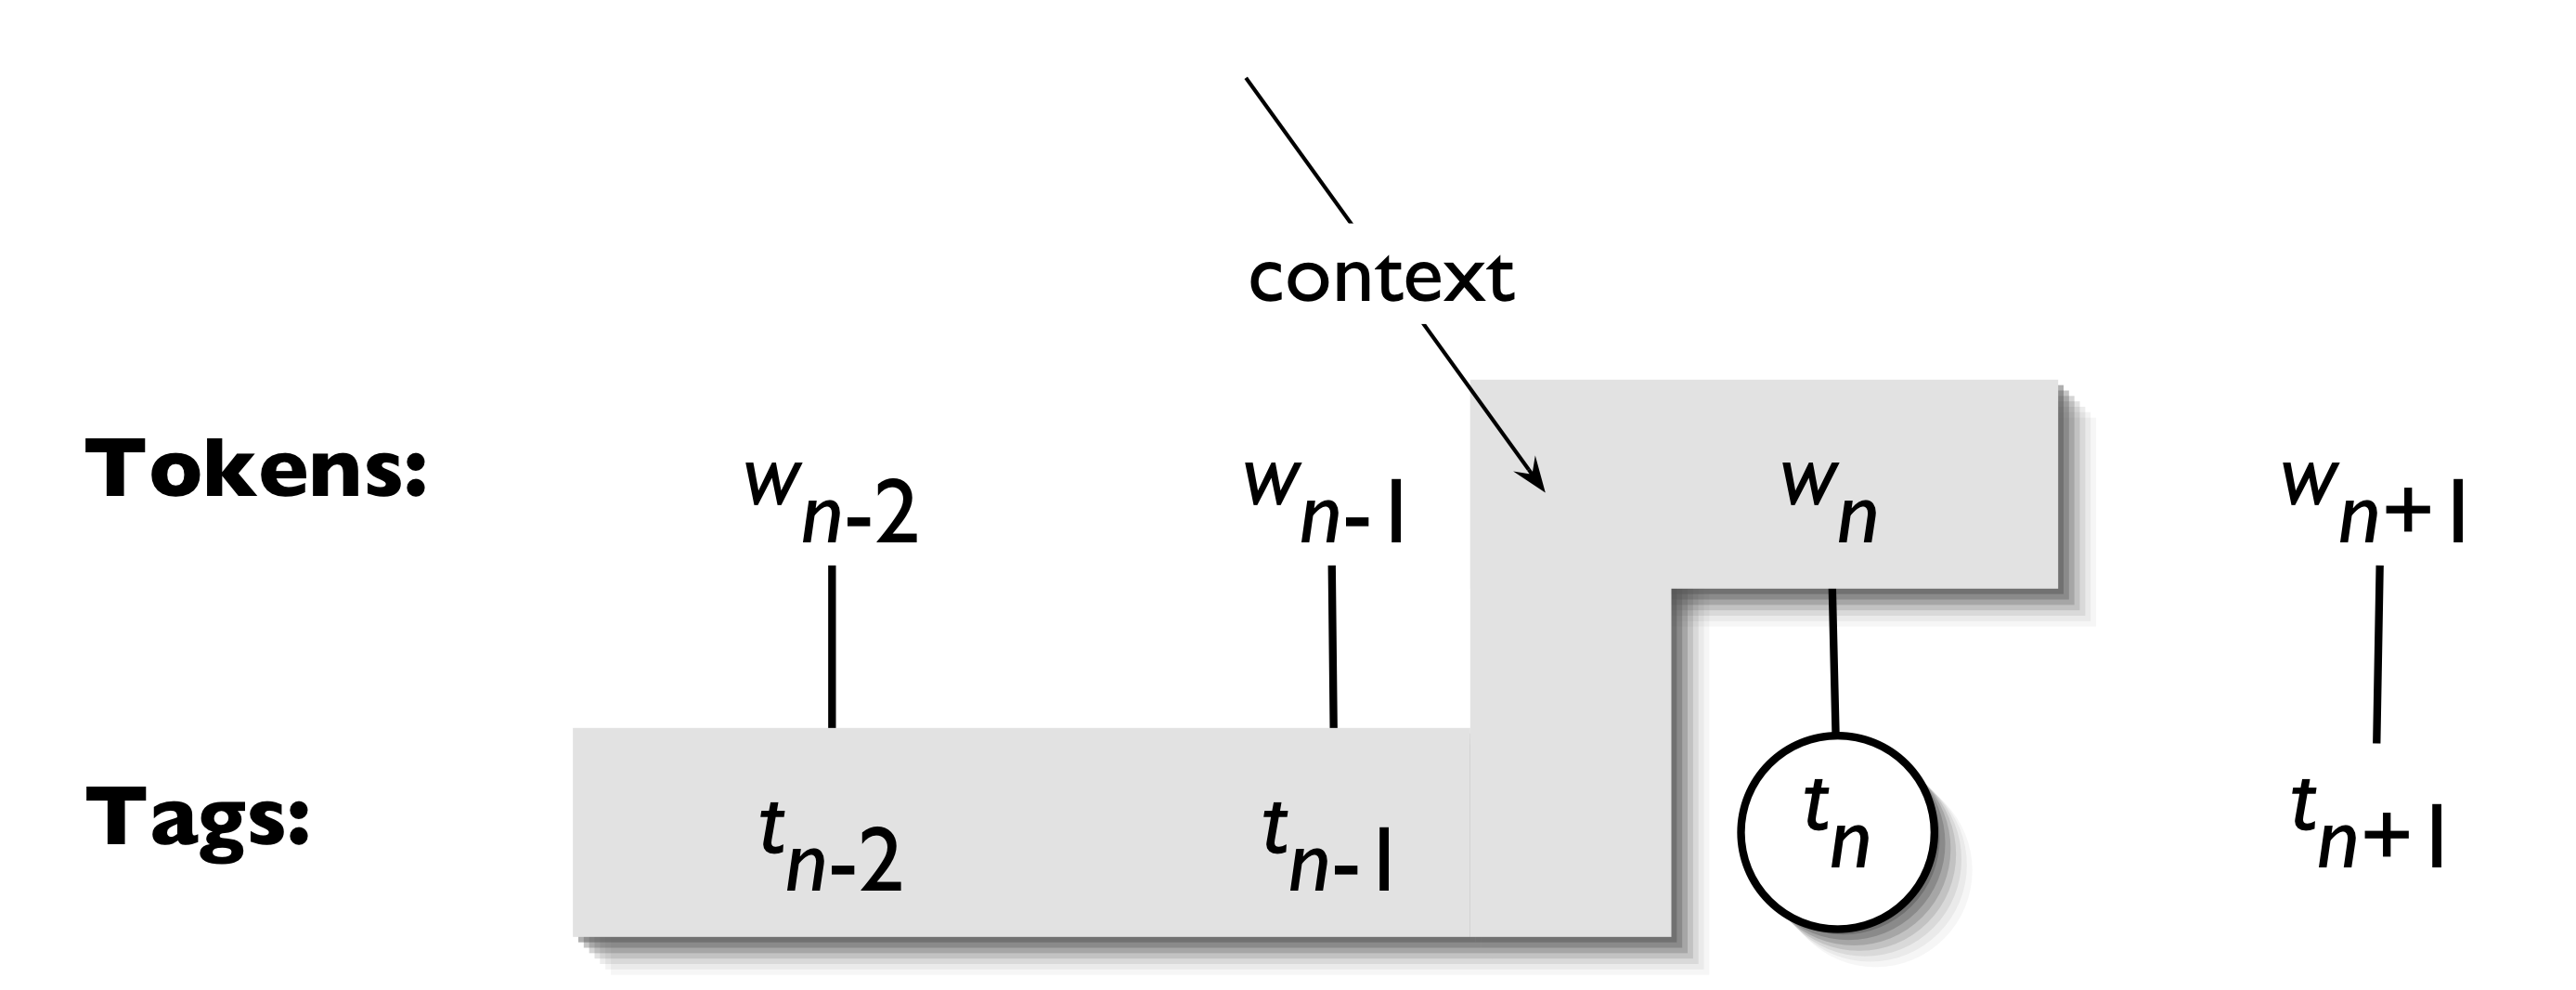 context
Tokens: wn-2 wn-1 wn wn+1
Tags: tn-2 tn-1 tn tn+1